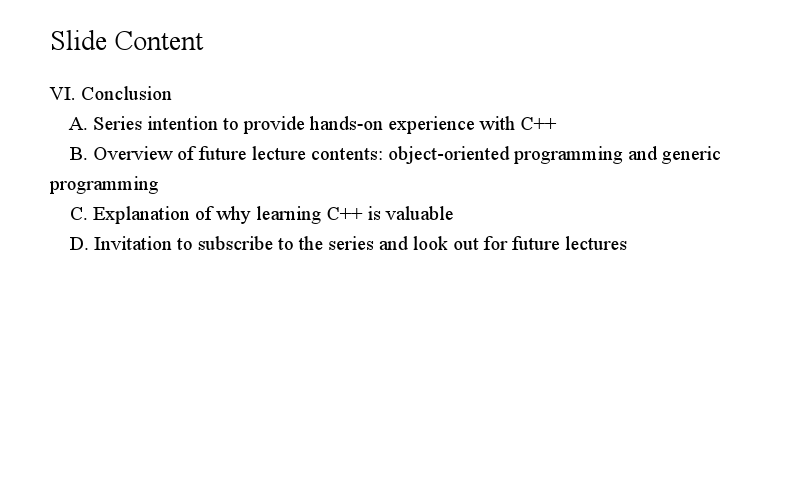 Slide Content
VI. Conclusion
A. Series intention to provide hands-on experience with C++
B. Overview of future lecture contents: object-oriented programming and generic
programming
C. Explanation of why learning C++ is valuable
D. Invitation to subscribe to the series and look out for future lectures